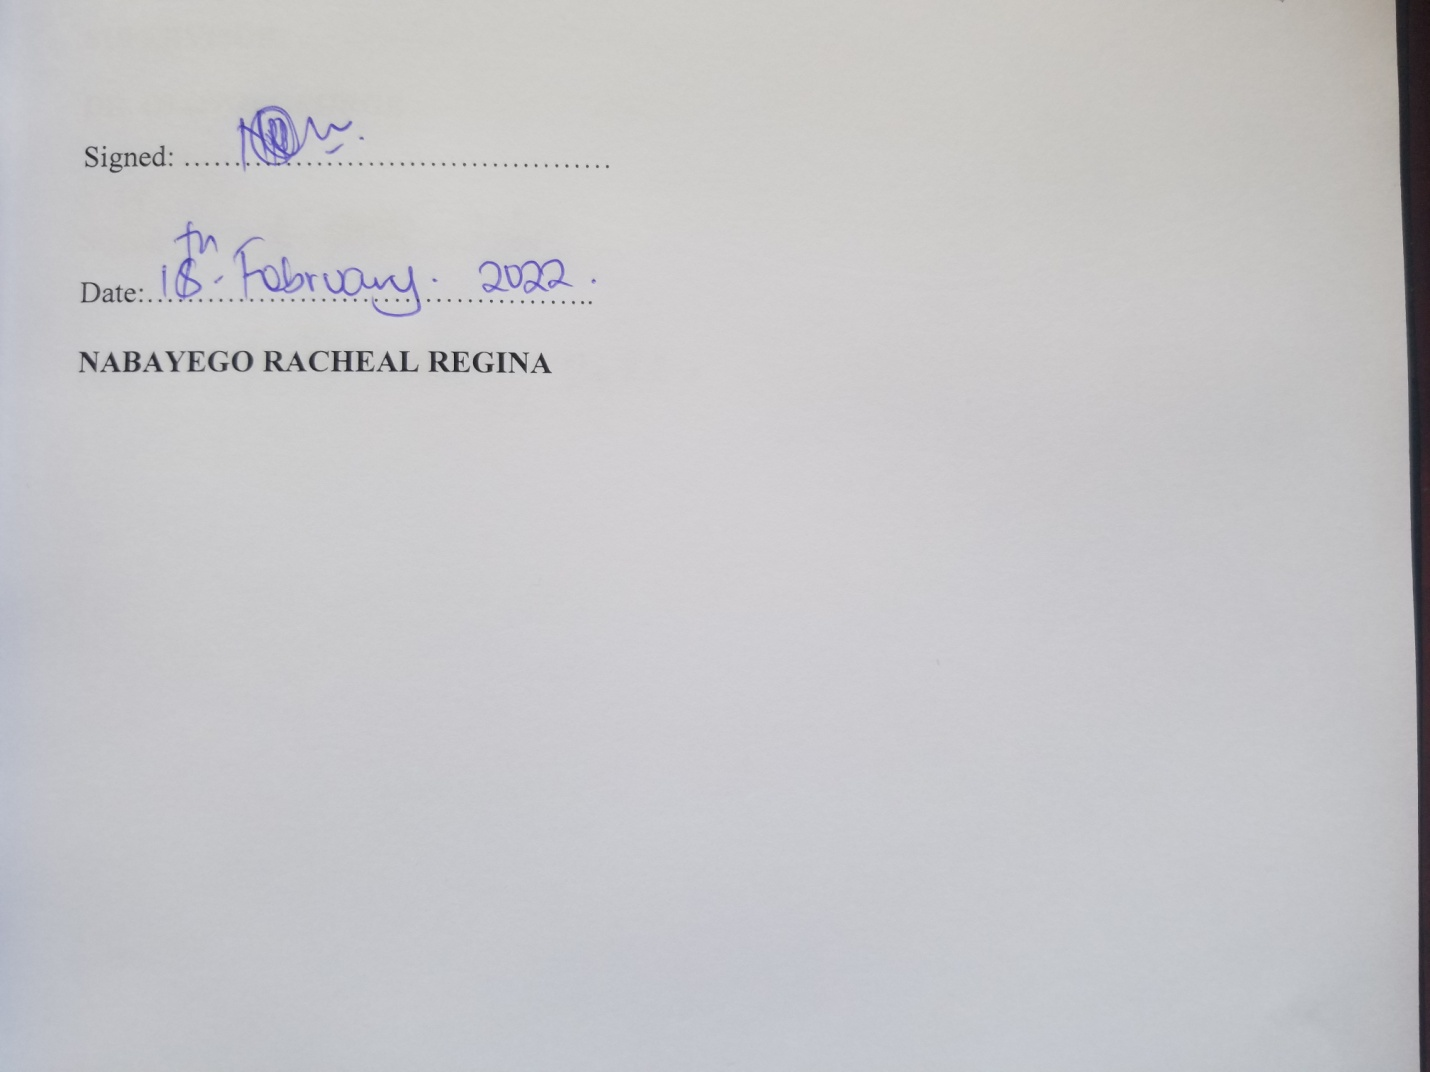 Signed: ..............................................
Date: 18th. February. 2022.
NABAYEGO RACHEAL REGINA